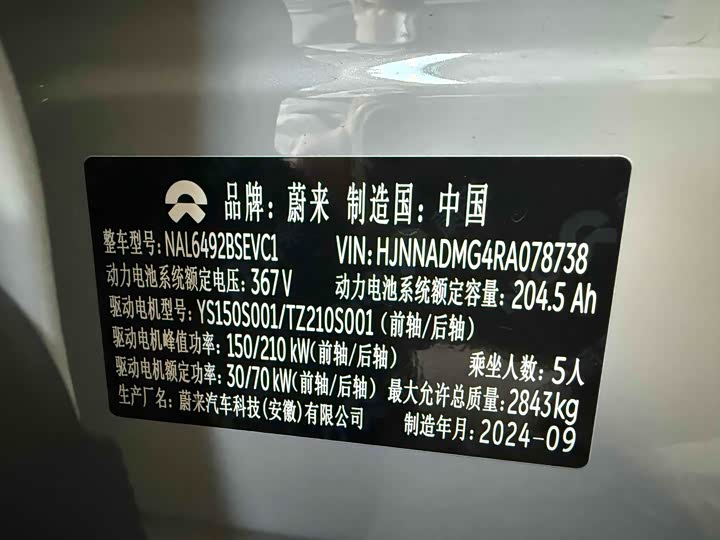 品牌：蔚来 制造国：中国
整车型号：NAL6492BSEVC1 VIN:HJNNADMG4RA078738
动力电池系统额定电压：367V 动力电池系统额定容量：204.5 Ah
驱动电机型号：YS150S001/TZ210S001（前轴/后轴）
驱动电机峰值功率：150/210 kW(前轴/后轴) 乘坐人数：5人
驱动电机额定功率：30/70 kW(前轴/后轴) 最大允许总质量：2843kg
生产厂名：蔚来汽车科技(安徽)有限公司 制造年月：2024-09